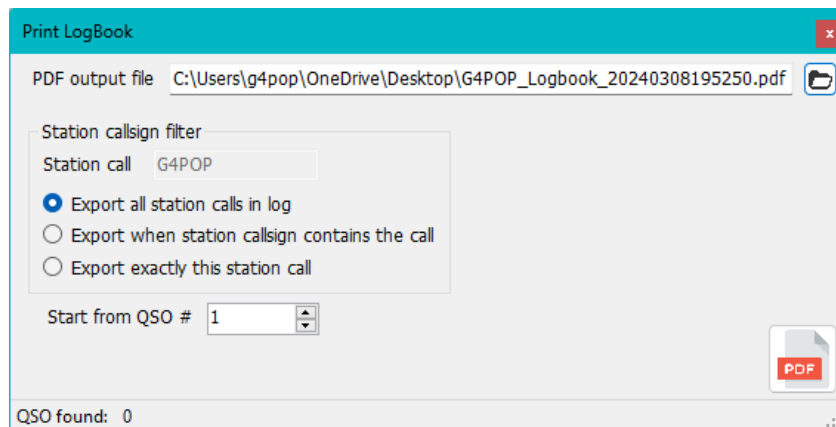 Print LogBook
x
PDF output file C:\Users\g4pop\OneDrive\Desktop\G4POP_Logbook_20240308195250.pdf
Station callsign filter
Station call G4POP
Export all station calls in log
Export when station callsign contains the call
Export exactly this station call
Start from QSO # 1
PDF
QSO found: 0